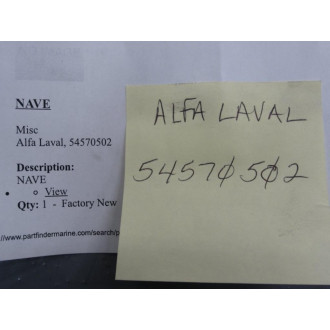 NAVE
Misc
Alfa Laval, 54570502
Description:
NAVE
View
Qty: 1 - Factory New
//www.partfindermarine.com/search/p
ALFA LAVAL
54570502